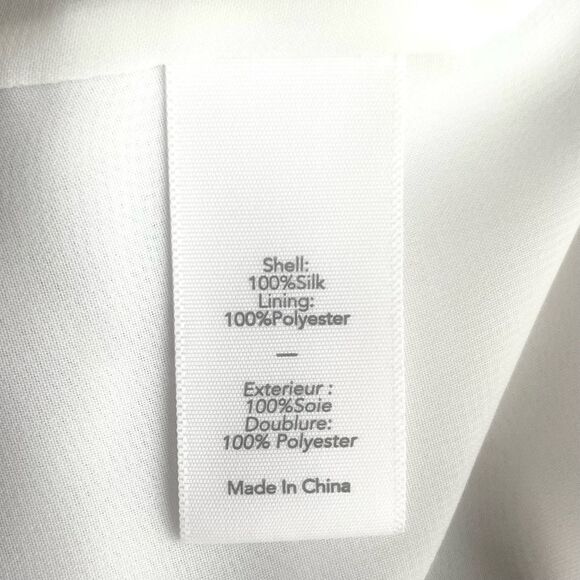 Shell:
100%Silk
Lining:
100%Polyester
—
Exterieur :
100%Soie
Doublure:
100% Polyester
Made In China